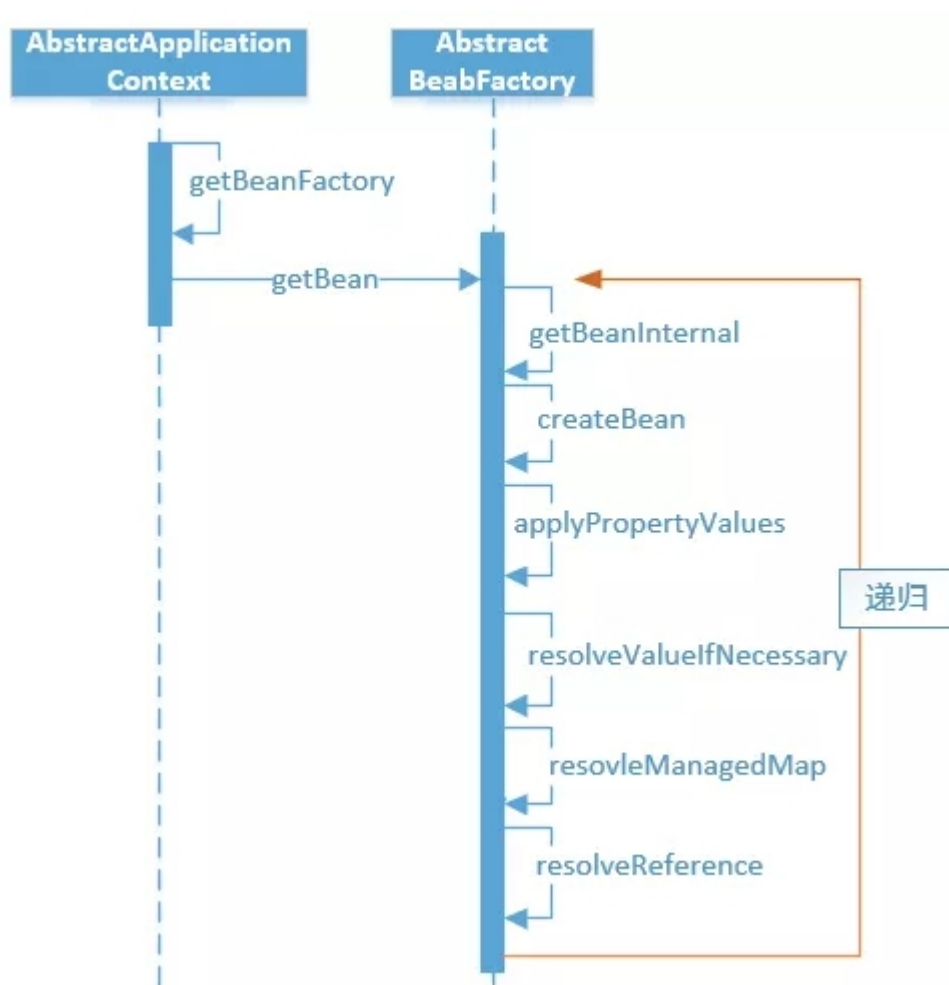 AbstractApplication
Context
Abstract
BeabFactory
getBeanFactory
getBean
getBeanInternal
createBean
applyPropertyValues
递归
resolveValueIfNecessary
resovleManagedMap
resolveReference